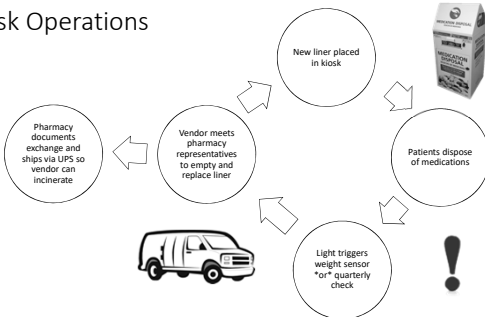 sk Operations
New liner placed
in kiosk
MEDICATION DISPOSAL
MEDICATION
DISPOSAL
Pharmacy
documents
exchange and
ships via UPS so
vendor can
incinerate
Vendor meets
pharmacy
representatives
to empty and
replace liner
Patients dispose
of medications
Light triggers
weight sensor
*or* quarterly
check